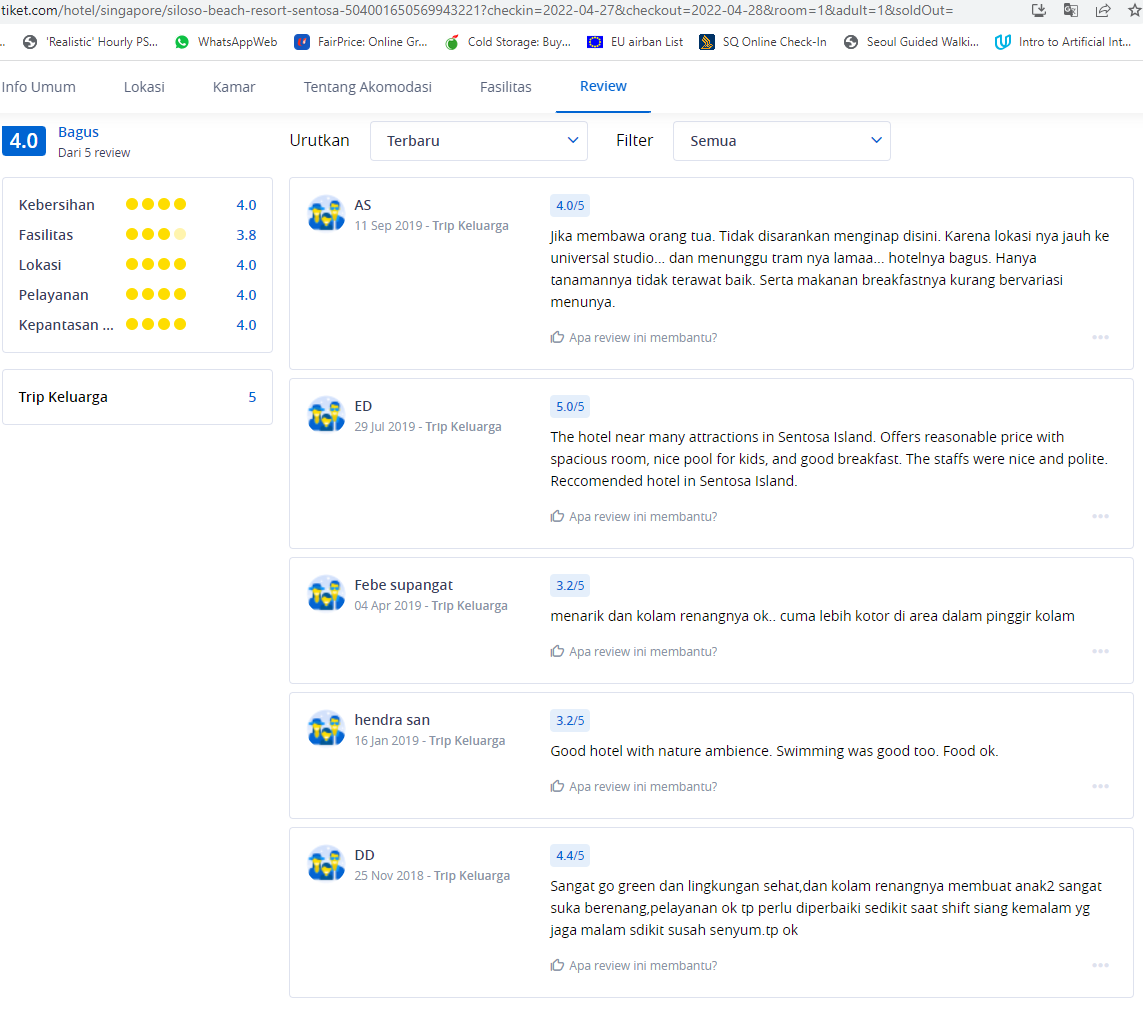 tiket.com/hotel/singapore/siloso-beach-resort-sentosa-504001650569943221?checkin=2022-04-27&checkout=2022-04-28&room=1&adult=1&soldOut=
.. 'Realistic' Hourly PS... WhatsAppWeb FairPrice: Online Gr... Cold Storage: Buy... EU airban List SQ Online Check-In Seoul Guided Walki... Intro to Artificial Int...
Info Umum Lokasi Kamar Tentang Akomodasi Fasilitas Review
4.0 Bagus
Dari 5 review
Urutkan Terbaru Filter Semua
Kebersihan 4.0
Fasilitas 3.8
Lokasi 4.0
Pelayanan 4.0
Kepantasan ... 4.0
Trip Keluarga 5
AS
11 Sep 2019 - Trip Keluarga
4.0/5
Jika membawa orang tua. Tidak disarankan menginap disini. Karena lokasi nya jauh ke
universal studio... dan menunggu tram nya lamaa... hotelnya bagus. Hanya
tanamannya tidak terawat baik. Serta makanan breakfastnya kurang bervariasi
menunya.
Apa review ini membantu?
ED
29 Jul 2019 - Trip Keluarga
5.0/5
The hotel near many attractions in Sentosa Island. Offers reasonable price with
spacious room, nice pool for kids, and good breakfast. The staffs were nice and polite.
Reccomended hotel in Sentosa Island.
Apa review ini membantu?
Febe supangat
04 Apr 2019 - Trip Keluarga
3.2/5
menarik dan kolam renangnya ok.. cuma lebih kotor di area dalam pinggir kolam
Apa review ini membantu?
hendra san
16 Jan 2019 - Trip Keluarga
3.2/5
Good hotel with nature ambience. Swimming was good too. Food ok.
Apa review ini membantu?
DD
25 Nov 2018 - Trip Keluarga
4.4/5
Sangat go green dan lingkungan sehat,dan kolam renangnya membuat anak2 sangat
suka berenang,pelayanan ok tp perlu diperbaiki sedikit saat shift siang kemalam yg
jaga malam sdikit susah senyum.tp ok
Apa review ini membantu?